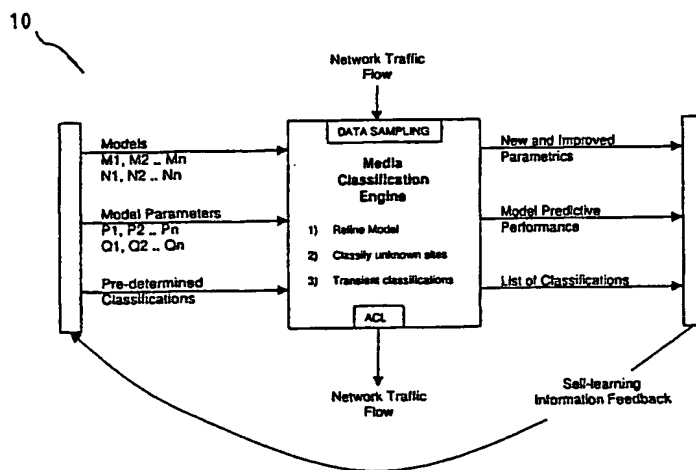 10
Network Traffic
Flow
DATA SAMPLING
Models
M1, M2 .. Mn
N1, N2 .. Nn
Media
Classification
Engine
New and Improved
Parametrics
Model Parameters
P1, P2 .. Pn
Q1, Q2 .. Qn
1) Refine Model
2) Classify unknown sites
3) Transient classifications
Model Predictive
Performance
Pre-determined
Classifications
List of Classifications
ACL
Network Traffic
Flow
Self-learning
Information Feedback